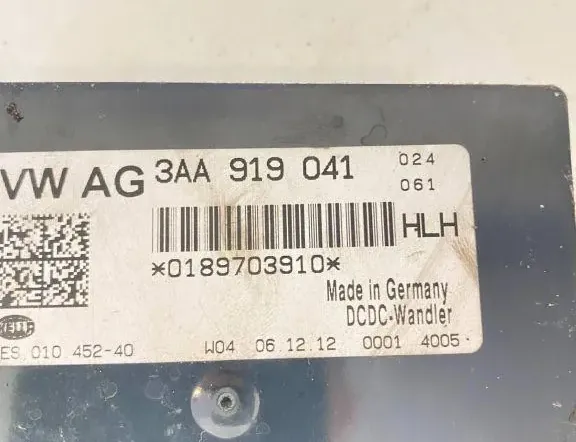 VW AG 3AA 919 041 024
061
HLH
*0189703910*
Made in Germany
DCDC-Wandler
HELLA
ES 010 452-40 W04 06.12.12 0001 4005